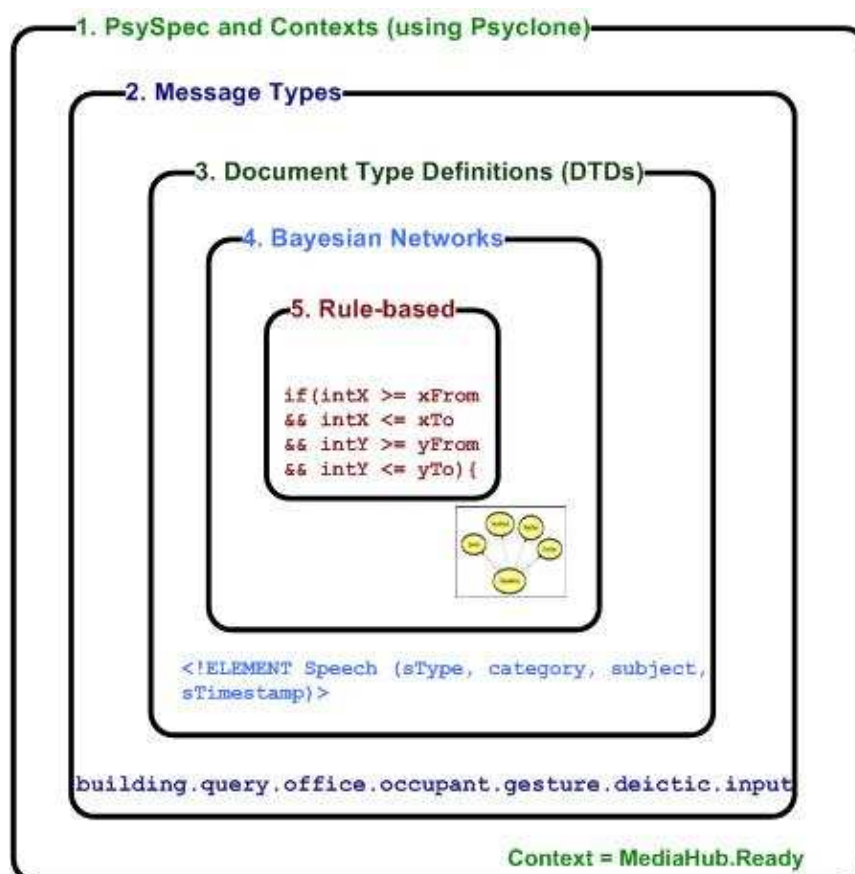 1. PsySpec and Contexts (using Psyclone)
2. Message Types
3. Document Type Definitions (DTDs)
4. Bayesian Networks
5. Rule-based
if(intX >= xFrom
&& intX <= xTo
&& intY >= yFrom
&& intY <= yTo){
<!ELEMENT Speech (sType, category, subject,
sTimestamp)>
building.query.office.occupant.gesture.deictic.input
Context = MediaHub.Ready